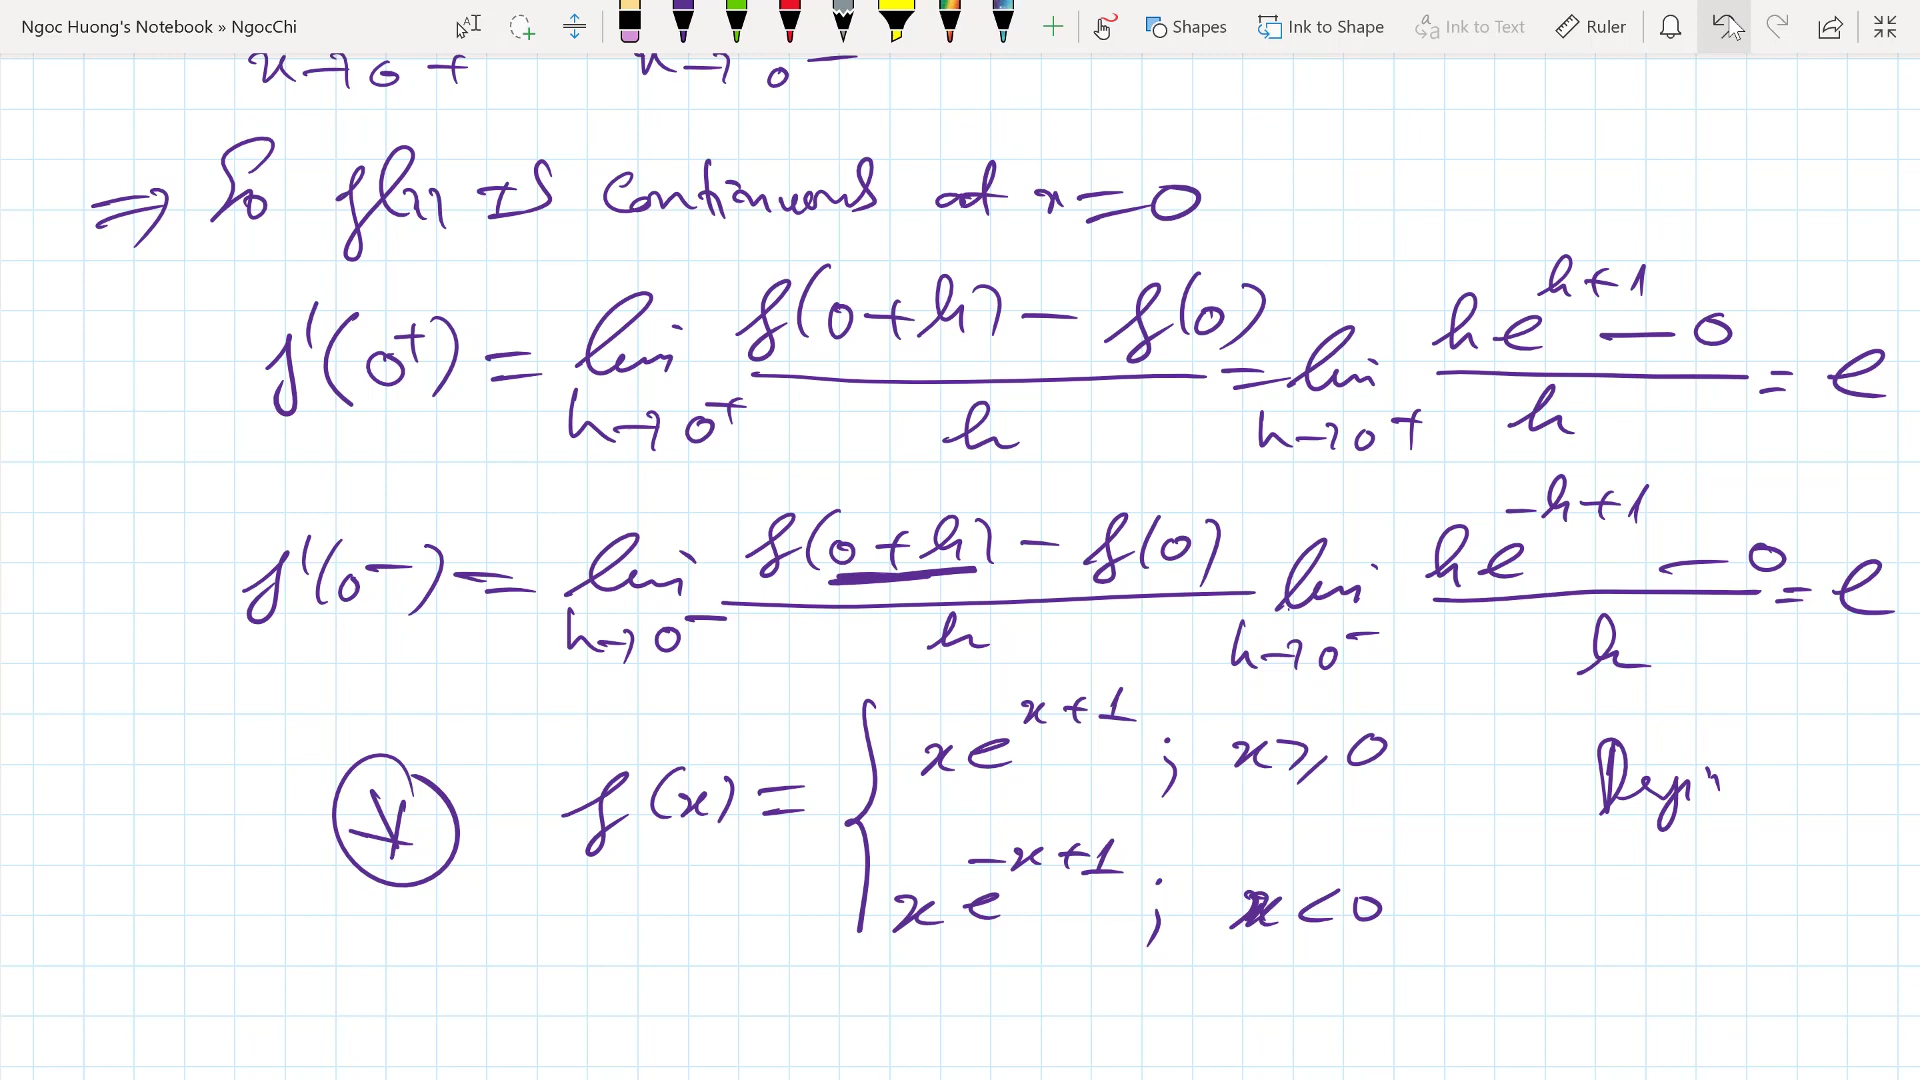 Ngoc Huong's Notebook » NgocChi Shapes Ink to Shape Ink to Text Ruler
x→0+ x→0−
⇒ So f(x) is continuous at x=0
f'(0⁺) = lim h→0⁺ (f(0+h) − f(0))/h = lim h→0⁺ (he^(h+1) − 0)/h = e
f'(0−) = lim h→0− (f(0+h) − f(0))/h lim h→0− (he^(−h+1) − 0)/h = e
f(x) = { xe^(x+1) ; x⩾0
xe^(−x+1) ; x<0